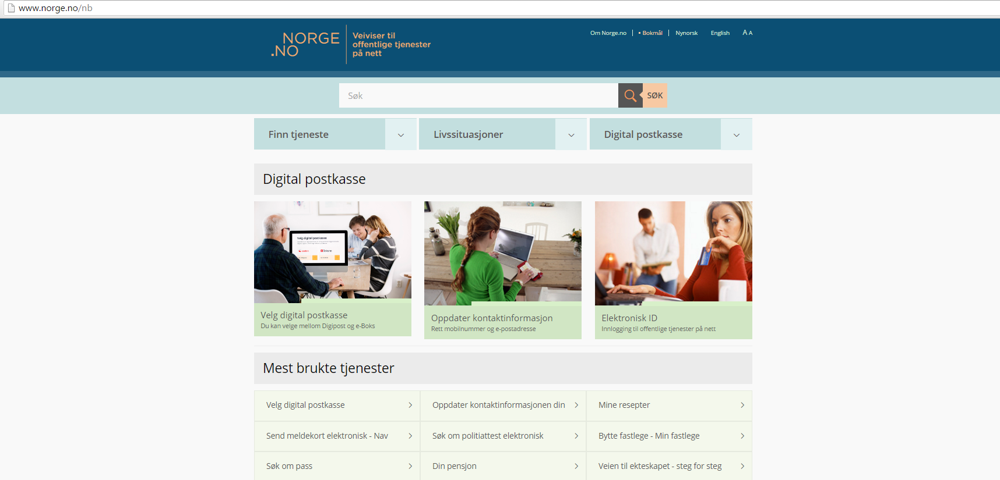 www.norge.no/nb
NORGE
.NO
Veiviser til
offentlige tjenester
på nett
Om Norge.no
Bokmål
Nynorsk
English
A A
Søk
SØK
Finn tjeneste
Livssituasjoner
Digital postkasse
Digital postkasse
Velg digital postkasse
Velg digital postkasse
Du kan velge mellom Digipost og e-Boks
Oppdater kontaktinformasjon
Rett mobilnummer og e-postadresse
Elektronisk ID
Innlogging til offentlige tjenester på nett
Mest brukte tjenester
Velg digital postkasse
Oppdater kontaktinformasjonen din
Mine resepter
Send meldekort elektronisk - Nav
Søk om politiattest elektronisk
Bytte fastlege - Min fastlege
Søk om pass
Din pensjon
Veien til ekteskapet - steg for steg